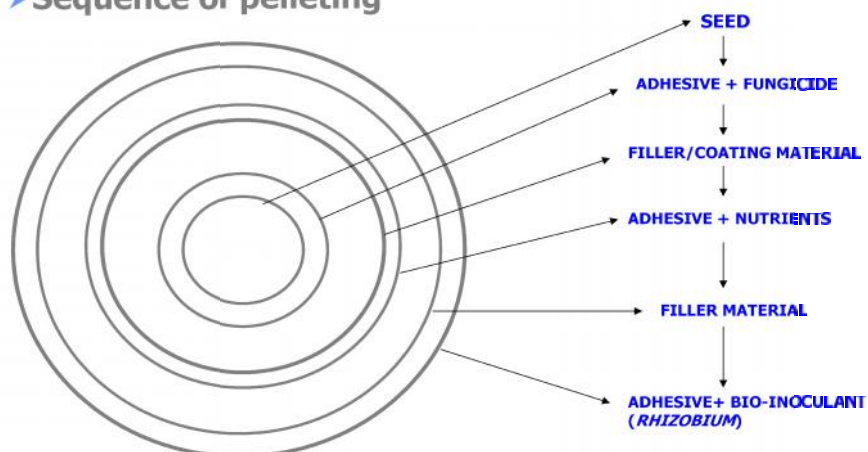 Sequence of pelleting
SEED
ADHESIVE + FUNGICIDE
FILLER/COATING MATERIAL
ADHESIVE + NUTRIENTS
FILLER MATERIAL
ADHESIVE+ BIO-INOCULANT
(RHIZOBIUM)